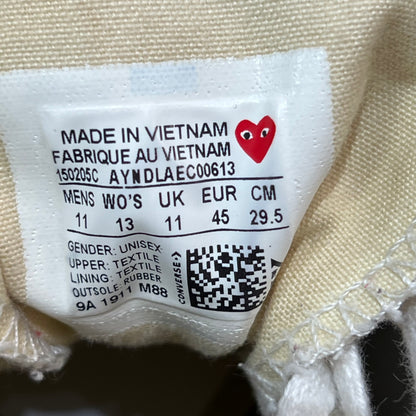 MADE IN VIETNAM
FABRIQUE AU VIETNAM
150205C AYNDLAEC00613
MENS WO'S UK EUR CM
11 13 11 45 29.5
GENDER: UNISEX
UPPER: TEXTILE
LINING: TEXTILE
OUTSOLE: RUBBER
9A 1911 M88
CONVERSE